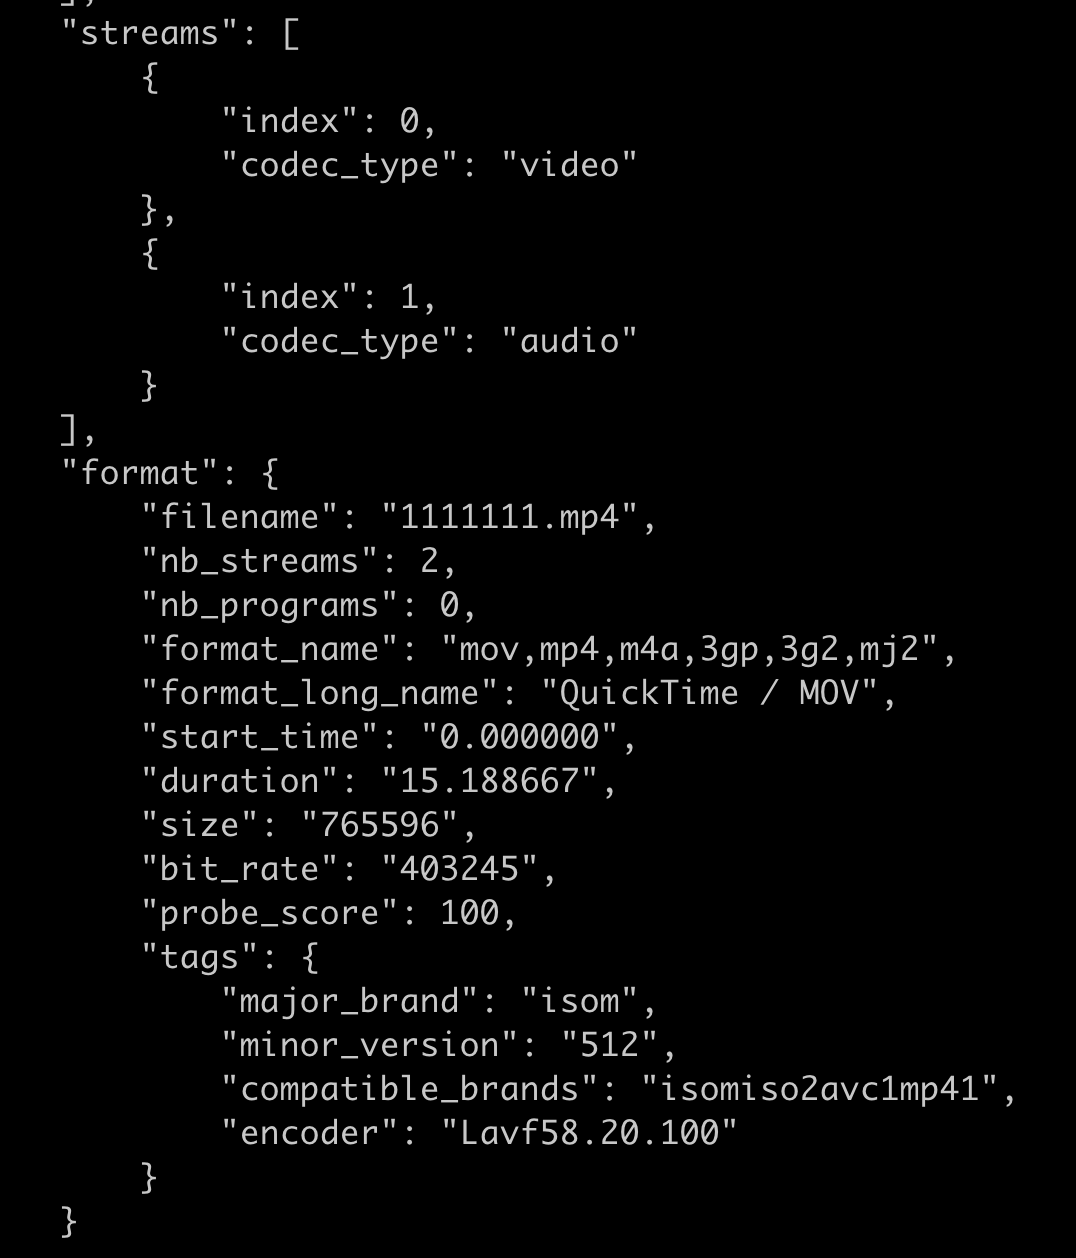 ],
"streams": [
{
"index": 0,
"codec_type": "video"
},
{
"index": 1,
"codec_type": "audio"
}
],
"format": {
"filename": "1111111.mp4",
"nb_streams": 2,
"nb_programs": 0,
"format_name": "mov,mp4,m4a,3gp,3g2,mj2",
"format_long_name": "QuickTime / MOV",
"start_time": "0.000000",
"duration": "15.188667",
"size": "765596",
"bit_rate": "403245",
"probe_score": 100,
"tags": {
"major_brand": "isom",
"minor_version": "512",
"compatible_brands": "isomiso2avc1mp41",
"encoder": "Lavf58.20.100"
}
}